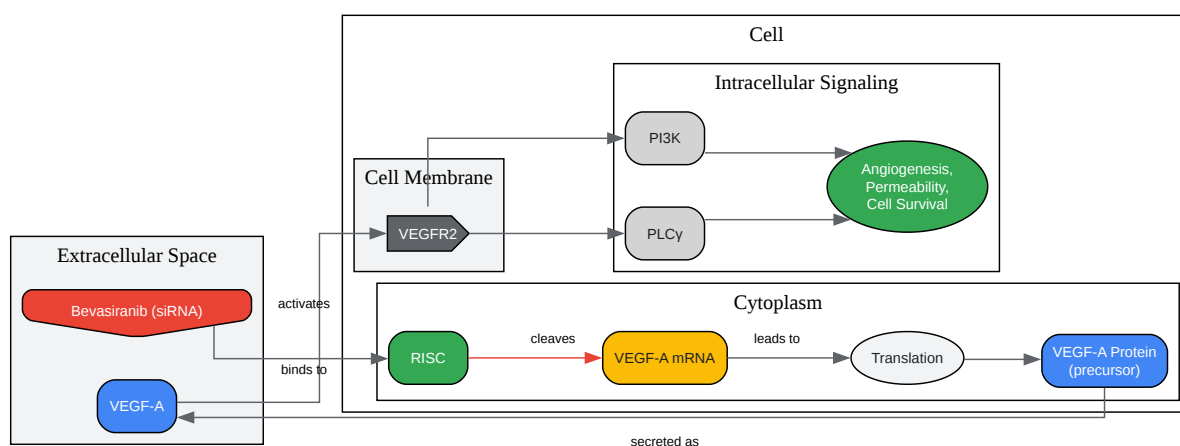 Cell
Intracellular Signaling
PI3K
Angiogenesis,
Permeability,
Cell Survival
Cell Membrane
VEGFR2
PLCγ
Extracellular Space
Bevasiranib (siRNA)
activates
Cytoplasm
cleaves
leads to
RISC
VEGF-A mRNA
Translation
VEGF-A Protein
(precursor)
binds to
VEGF-A
secreted as